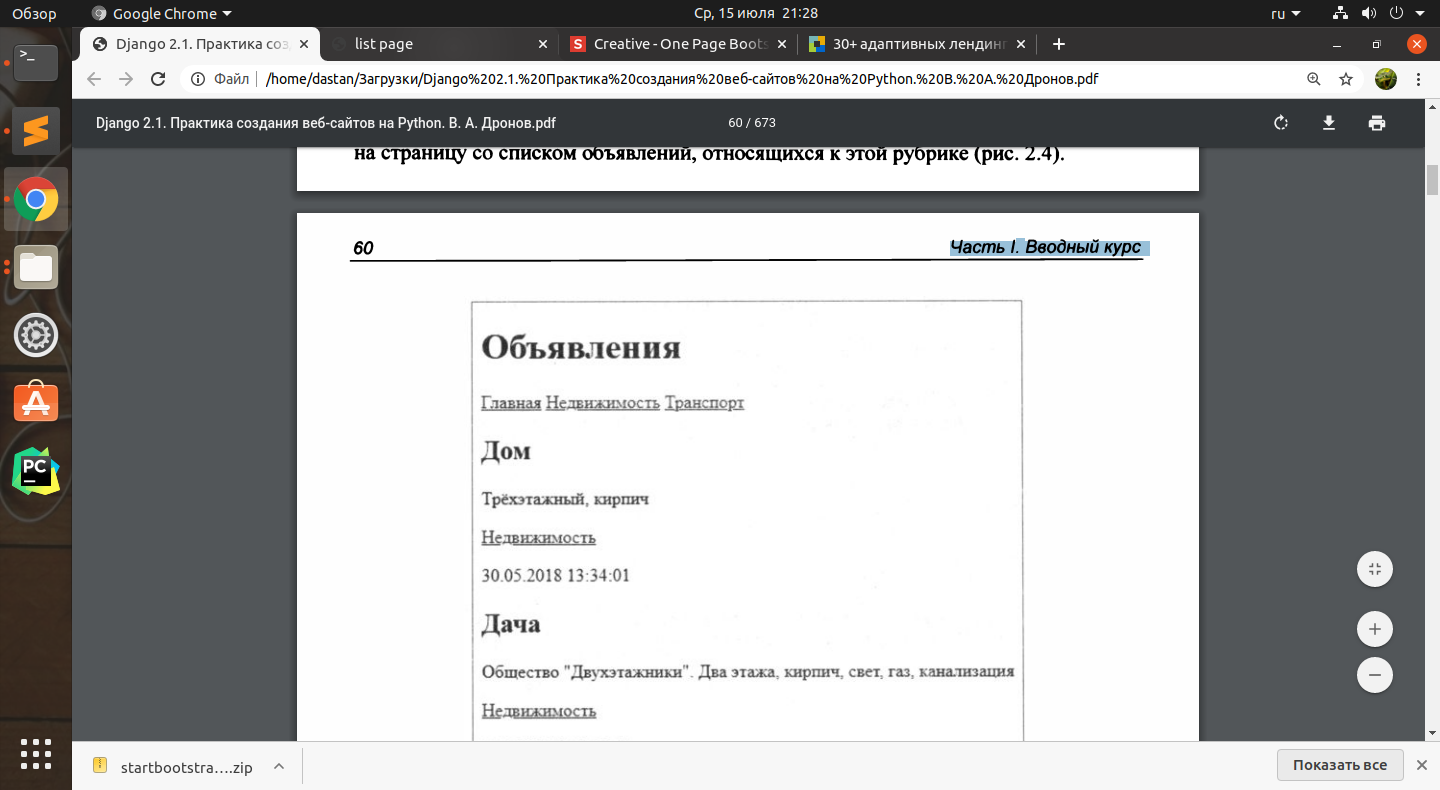 Обзор
Google Chrome
Ср, 15 июля 21:28
ru
Django 2.1. Практика соз
list page
Creative - One Page Boots
30+ адаптивных лендинг
Файл
/home/dastan/Загрузки/Django%202.1.%20Практика%20создания%20веб-сайтов%20на%20Python.%20В.%20А.%20Дронов.pdf
Django 2.1. Практика создания веб-сайтов на Python. В. А. Дронов.pdf
60 / 673
на страницу со списком объявлений, относящихся к этой рубрике (рис. 2.4).
60
Часть I. Вводный курс
Объявления
Главная Недвижимость Транспорт
Дом
Трёхэтажный, кирпич
Недвижимость
30.05.2018 13:34:01
Дача
Общество "Двухэтажники". Два этажа, кирпич, свет, газ, канализация
Недвижимость
PC
startbootstra….zip
Показать все